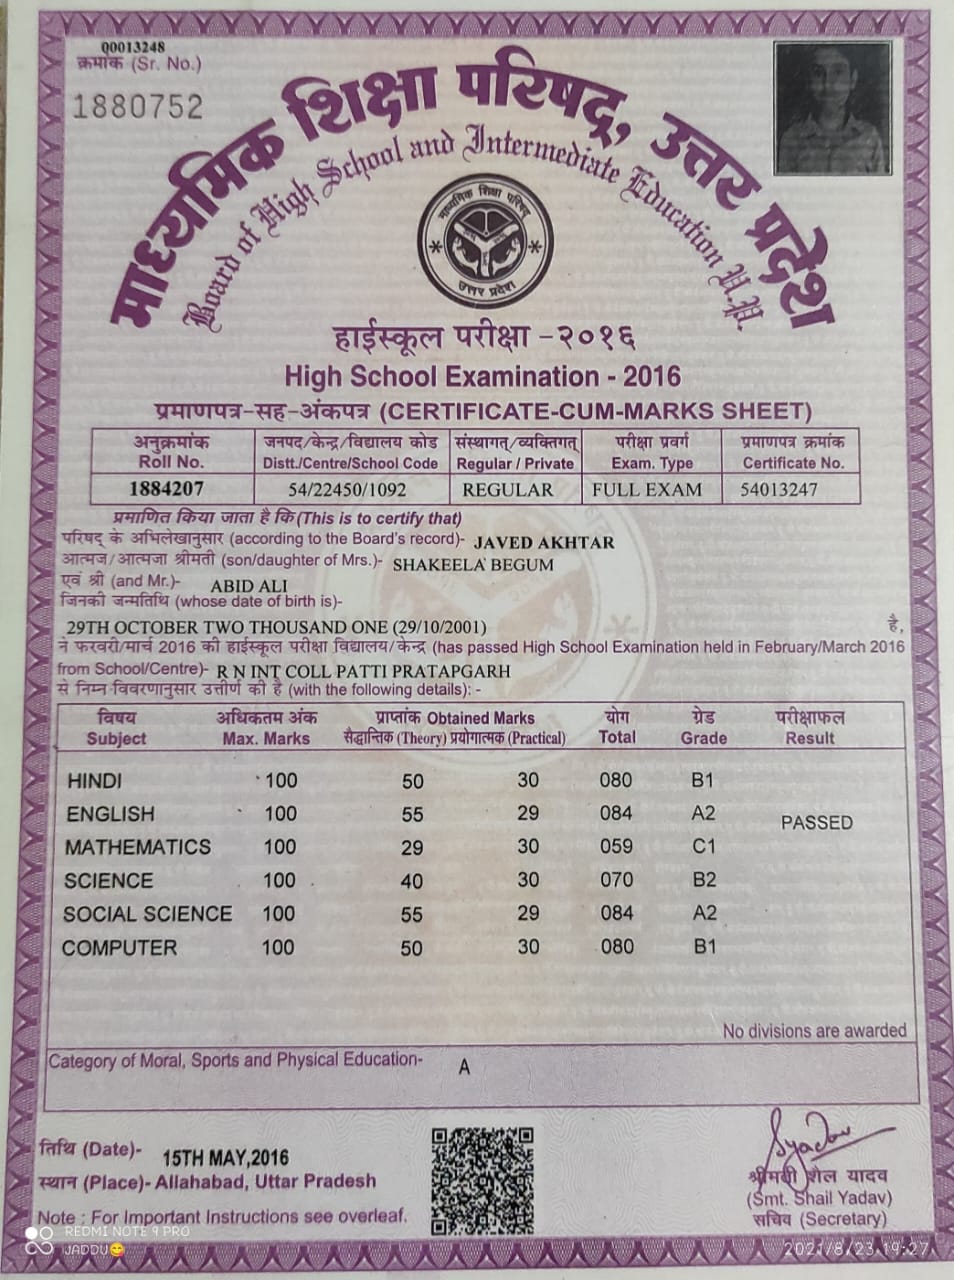 00013248
क्रमांक (Sr. No.)
1880752
माध्यमिक शिक्षा परिषद्, उत्तर प्रदेश
Board of High School and Intermediate Education U.P.
माध्यमिक शिक्षा परिषद्
उत्तर प्रदेश
हाईस्कूल परीक्षा -२०१६
High School Examination - 2016
प्रमाणपत्र-सह-अंकपत्र (CERTIFICATE-CUM-MARKS SHEET)
अनुक्रमांक जनपद/केन्द्र/विद्यालय कोड संस्थागत्/व्यक्तिगत् परीक्षा प्रवर्ग प्रमाणपत्र क्रमांक
Roll No. Distt./Centre/School Code Regular / Private Exam. Type Certificate No.
1884207 54/22450/1092 REGULAR FULL EXAM 54013247
प्रमाणित किया जाता है कि (This is to certify that)
परिषद् के अभिलेखानुसार (according to the Board's record)- JAVED AKHTAR
आत्मज/आत्मजा श्रीमती (son/daughter of Mrs.)- SHAKEELA BEGUM
एवं श्री (and Mr.)- ABID ALI
जिनकी जन्मतिथि (whose date of birth is)-
29TH OCTOBER TWO THOUSAND ONE (29/10/2001) है,
ने फरवरी/मार्च 2016 की हाईस्कूल परीक्षा विद्यालय/केन्द्र (has passed High School Examination held in February/March 2016
from School/Centre)- R N INT COLL PATTI PRATAPGARH
से निम्न विवरणानुसार उत्तीर्ण की है (with the following details): -
विषय अधिकतम अंक प्राप्तांक Obtained Marks योग ग्रेड परीक्षाफल
Subject Max. Marks सैद्धान्तिक (Theory) प्रयोगात्मक (Practical) Total Grade Result
HINDI 100 50 30 080 B1
ENGLISH 100 55 29 084 A2
PASSED
MATHEMATICS 100 29 30 059 C1
SCIENCE 100 40 30 070 B2
SOCIAL SCIENCE 100 55 29 084 A2
COMPUTER 100 50 30 080 B1
No divisions are awarded
Category of Moral, Sports and Physical Education- A
तिथि (Date)- 15TH MAY,2016
स्थान (Place)- Allahabad, Uttar Pradesh
Note : For Important Instructions see overleaf.
Syadav
श्रीमती शैल यादव
(Smt. Shail Yadav)
सचिव (Secretary)
REDMI NOTE 9 PRO
JADDU😋
2021/8/23 19:27